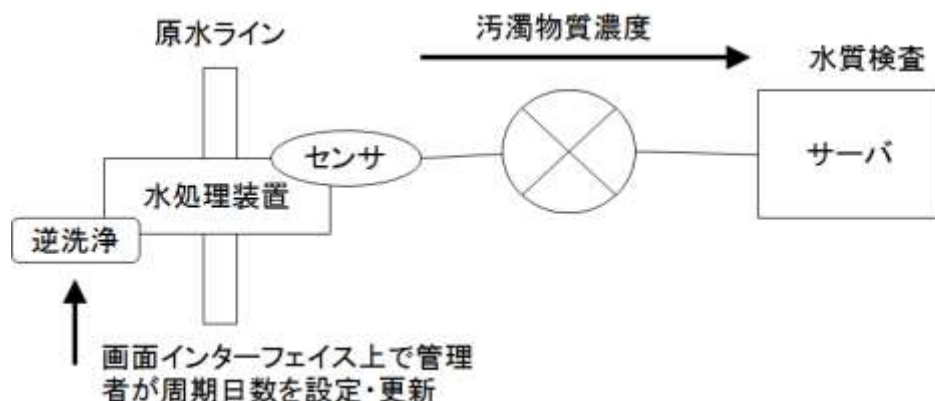 原水ライン
汚濁物質濃度
水質検査
センサ
サーバ
水処理装置
逆洗浄
画面インターフェイス上で管理
者が周期日数を設定・更新